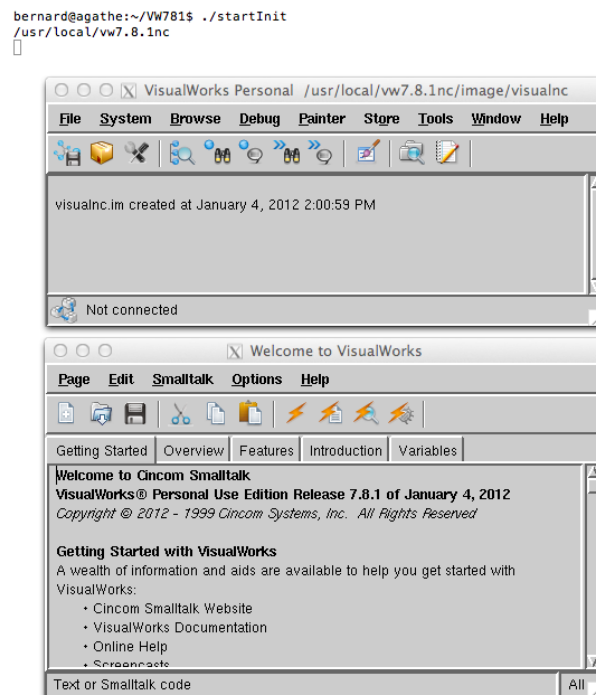 bernard@agathe:~/VW781$ ./startInit
/usr/local/vw7.8.1nc
VisualWorks Personal /usr/local/vw7.8.1nc/image/visualnc
File System Browse Debug Painter Store Tools Window Help
visualnc.im created at January 4, 2012 2:00:59 PM
Not connected
Welcome to VisualWorks
Page Edit Smalltalk Options Help
Getting Started Overview Features Introduction Variables
Welcome to Cincom Smalltalk
VisualWorks® Personal Use Edition Release 7.8.1 of January 4, 2012
Copyright © 2012 - 1999 Cincom Systems, Inc. All Rights Reserved
Getting Started with VisualWorks
A wealth of information and aids are available to help you get started with
VisualWorks:
• Cincom Smalltalk Website
• VisualWorks Documentation
• Online Help
• Screencasts
Text or Smalltalk code All